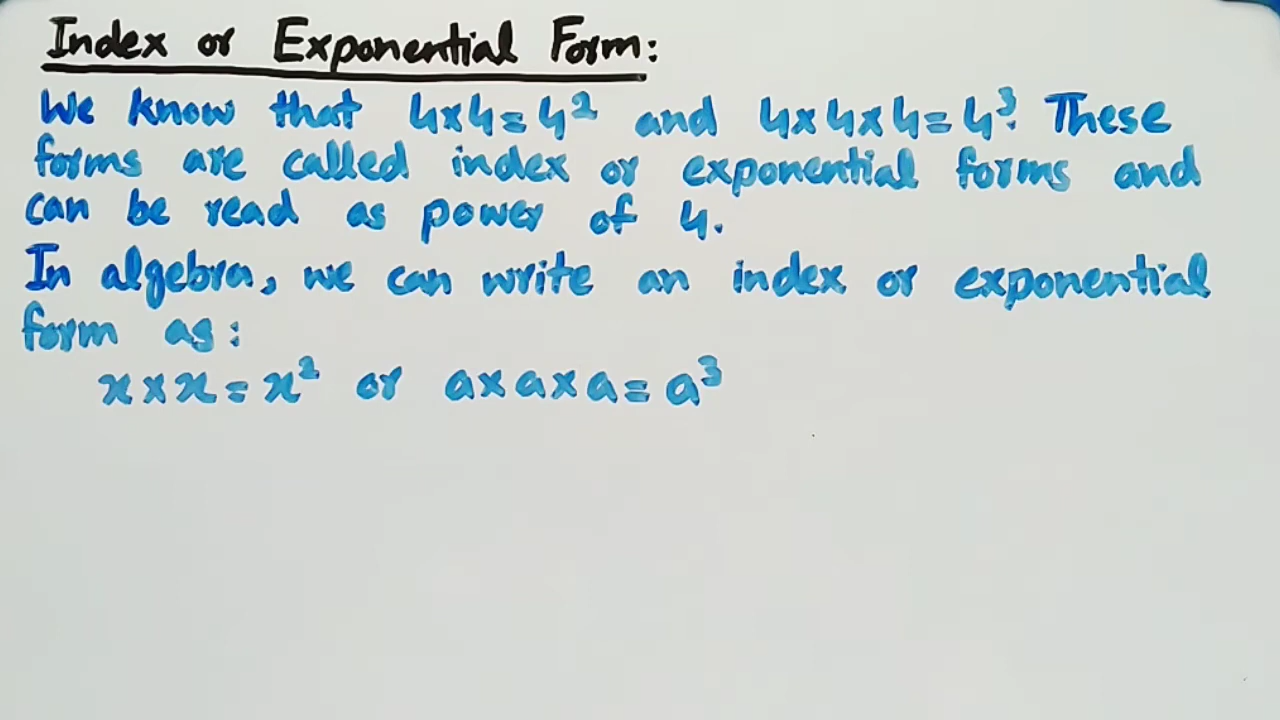 Index or Exponential Form:
We know that 4×4=4² and 4×4×4=4³. These
forms are called index or exponential forms and
can be read as power of 4.
In algebra, we can write an index or exponential
form as:
x×x=x² or a×a×a=a³